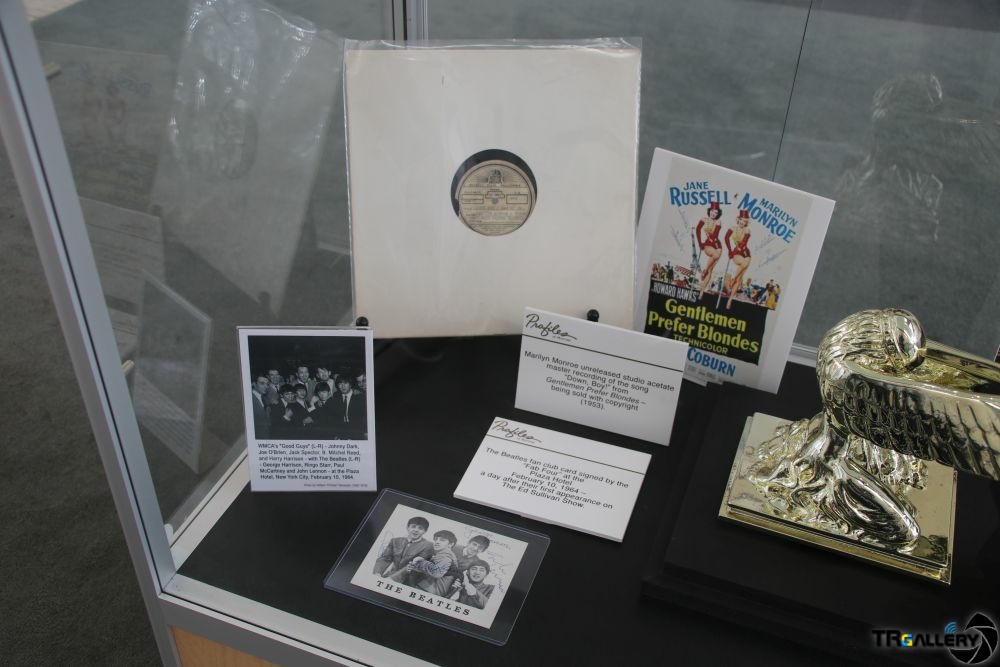 JANE
RUSSELL
MARILYN
MONROE
HOWARD HAWKS'
Gentlemen
Prefer Blondes
TECHNICOLOR
COBURN
Profiles
Marilyn Monroe unreleased studio acetate
master recording of the song
"Down, Boy!" from
Gentlemen Prefer Blondes –
being sold with copyright
(1953).
Profiles
The Beatles fan club card signed by the
"Fab Four" at the
Plaza Hotel
February 10, 1964 –
a day after their first appearance on
The Ed Sullivan Show.
WMCA's "Good Guys" (L-R) - Johnny Dark,
Joe O'Brien, Jack Spector, B. Mitchel Reed,
and Harry Harrison - with The Beatles (L-R)
- George Harrison, Ringo Starr, Paul
McCartney and John Lennon - at the Plaza
Hotel, New York City, February 10, 1964.
THE BEATLES
TRGALLERY